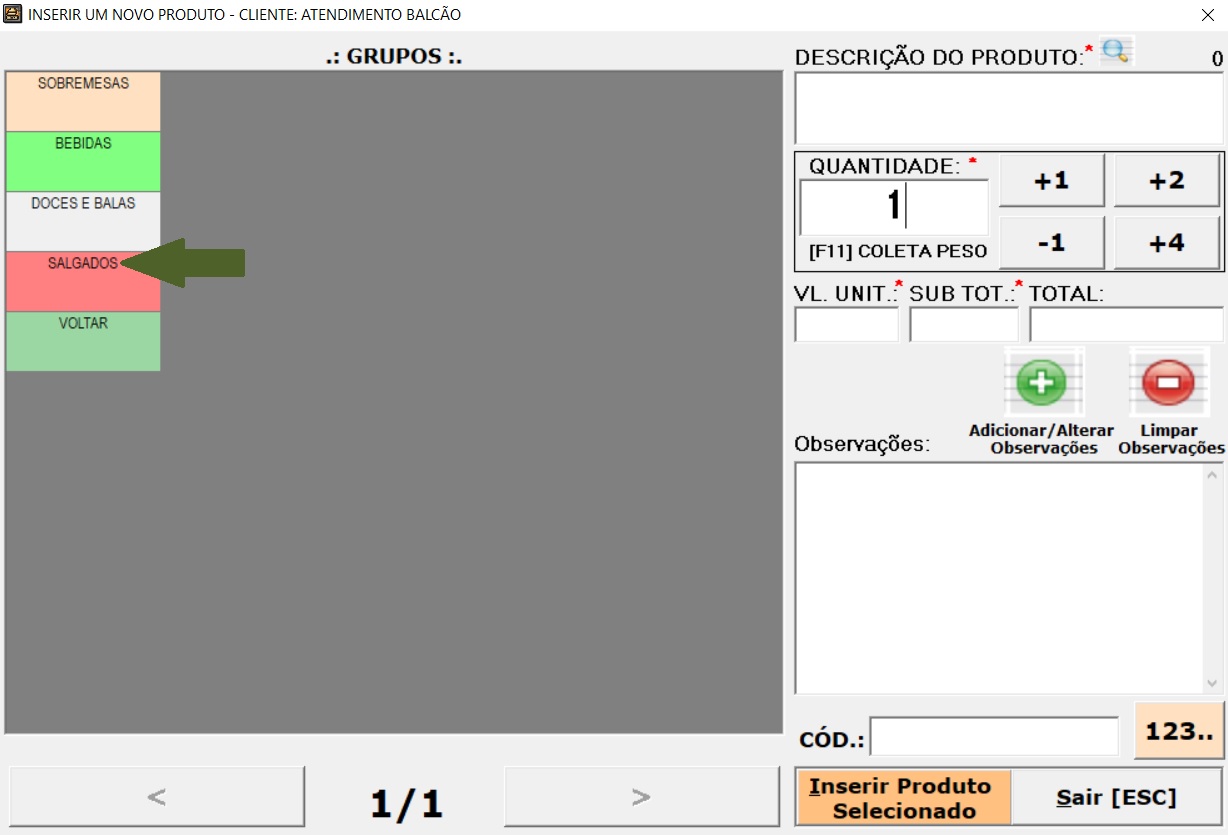 INSERIR UM NOVO PRODUTO - CLIENTE: ATENDIMENTO BALCÃO
.: GRUPOS :.
SOBREMESAS
BEBIDAS
DOCES E BALAS
SALGADOS
VOLTAR
<
1/1
>
DESCRIÇÃO DO PRODUTO:*
0
QUANTIDADE: *
1
[F11] COLETA PESO
+1
+2
-1
+4
VL. UNIT.:* SUB TOT.:* TOTAL:
Observações:
Adicionar/Alterar
Observações
Limpar
Observações
CÓD.:
123..
Inserir Produto
Selecionado
Sair [ESC]